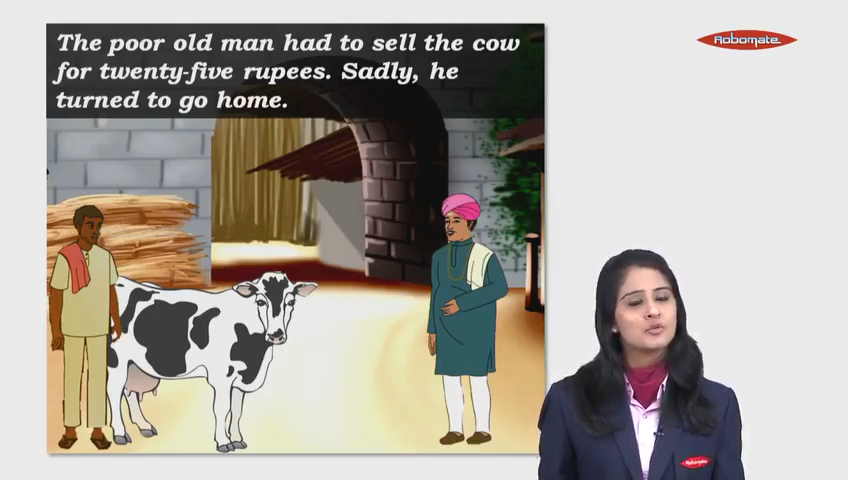 The poor old man had to sell the cow
for twenty-five rupees. Sadly, he
turned to go home.
Robomate
Robomate